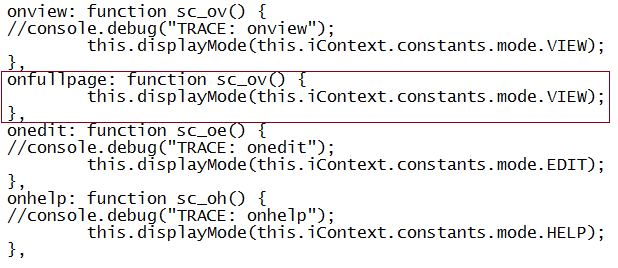 onview: function sc_ov() {
//console.debug("TRACE: onview");
        this.displayMode(this.iContext.constants.mode.VIEW);
},
onfullpage: function sc_ov() {
        this.displayMode(this.iContext.constants.mode.VIEW);
},
onedit: function sc_oe() {
//console.debug("TRACE: onedit");
        this.displayMode(this.iContext.constants.mode.EDIT);
},
onhelp: function sc_oh() {
//console.debug("TRACE: onhelp");
        this.displayMode(this.iContext.constants.mode.HELP);
},